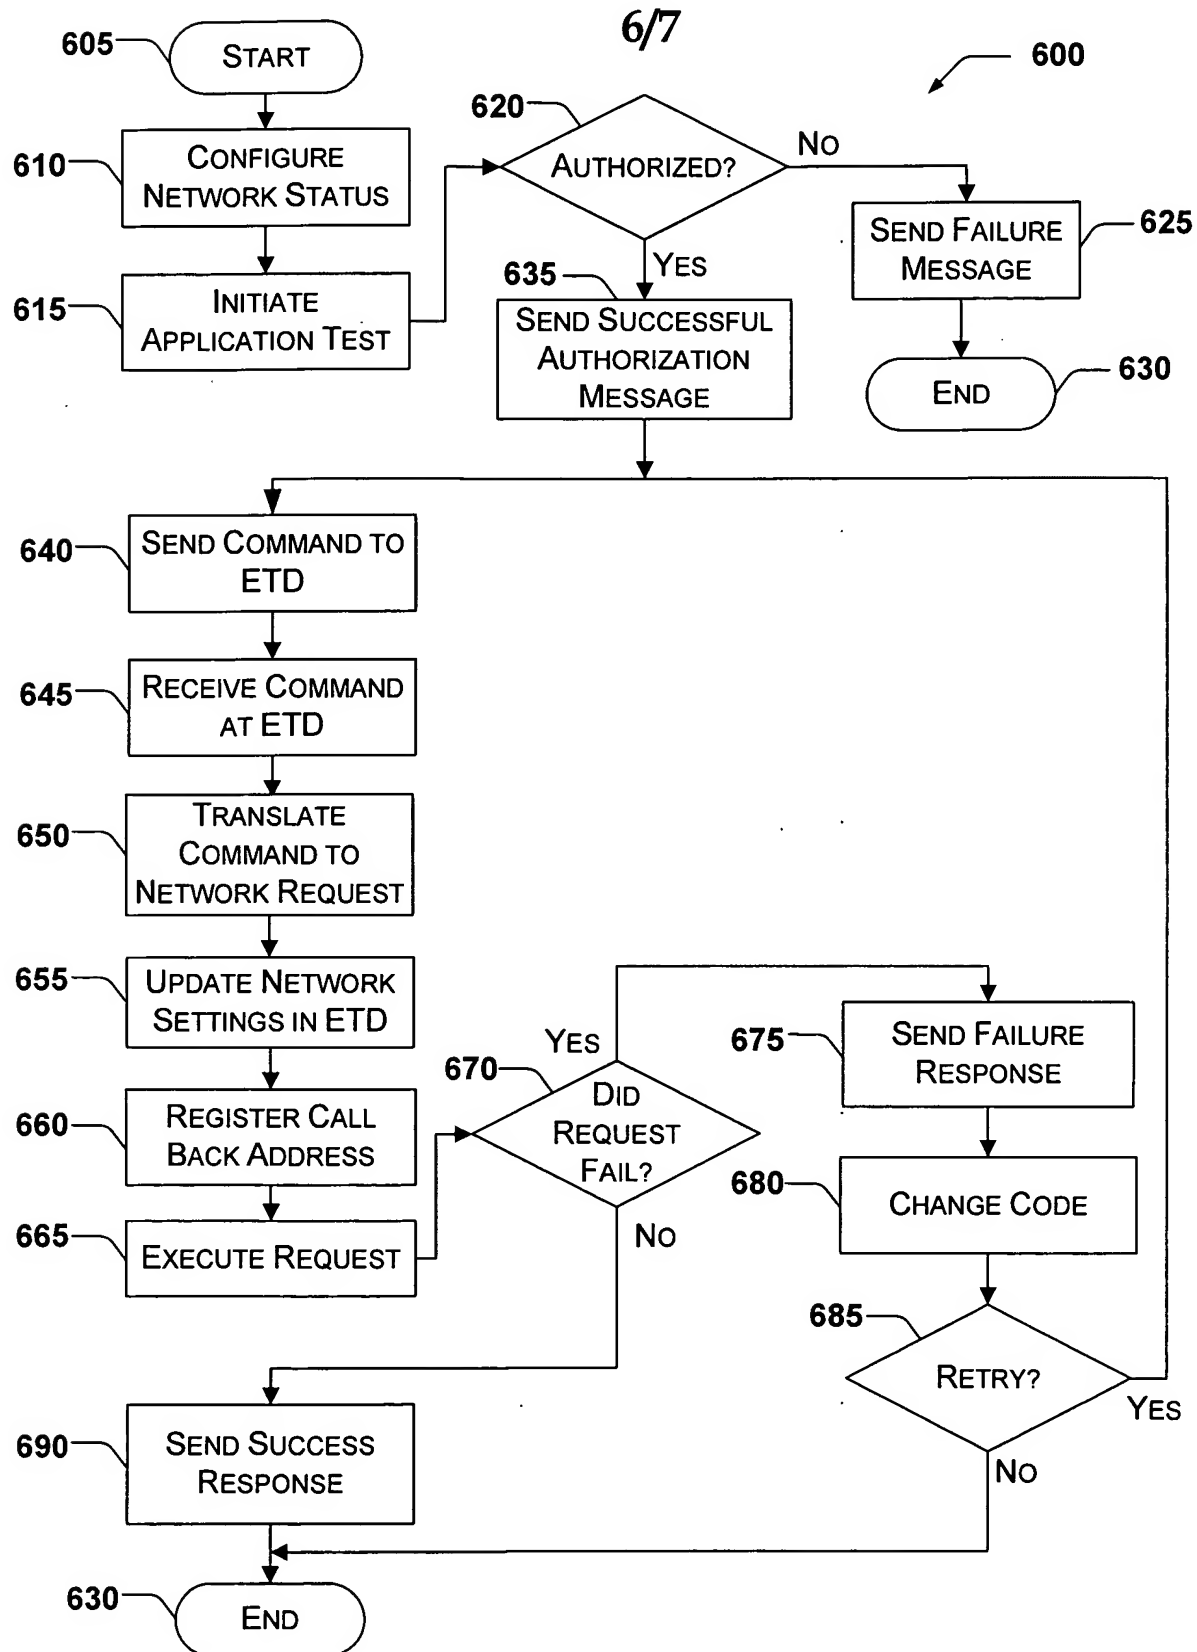 6/7
600
605
START
610
CONFIGURE
NETWORK STATUS
615
INITIATE
APPLICATION TEST
620
AUTHORIZED?
NO
YES
625
SEND FAILURE
MESSAGE
630
END
635
SEND SUCCESSFUL
AUTHORIZATION
MESSAGE
640
SEND COMMAND TO
ETD
645
RECEIVE COMMAND
AT ETD
650
TRANSLATE
COMMAND TO
NETWORK REQUEST
655
UPDATE NETWORK
SETTINGS IN ETD
660
REGISTER CALL
BACK ADDRESS
665
EXECUTE REQUEST
670
DID
REQUEST
FAIL?
YES
NO
675
SEND FAILURE
RESPONSE
680
CHANGE CODE
685
RETRY?
YES
NO
690
SEND SUCCESS
RESPONSE
630
END